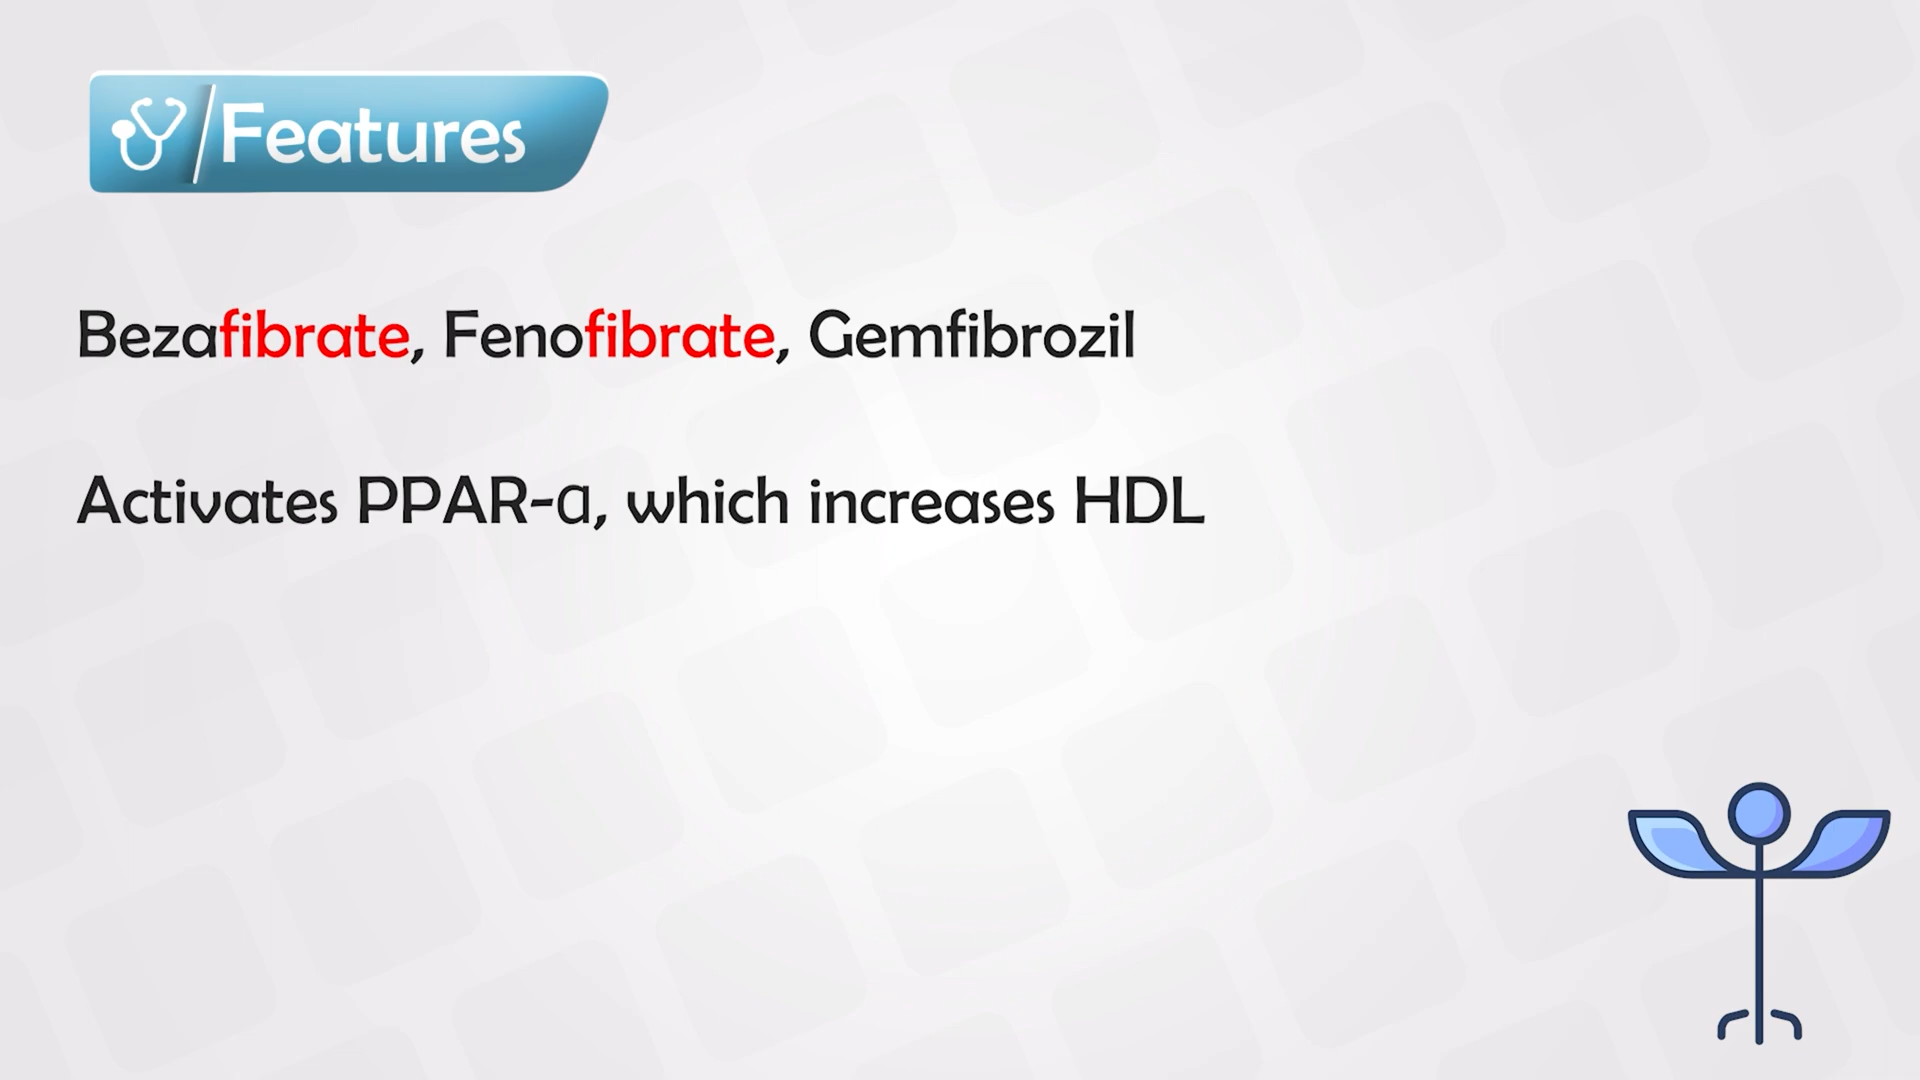 Features
Bezafibrate, Fenofibrate, Gemfibrozil
Activates PPAR-α, which increases HDL